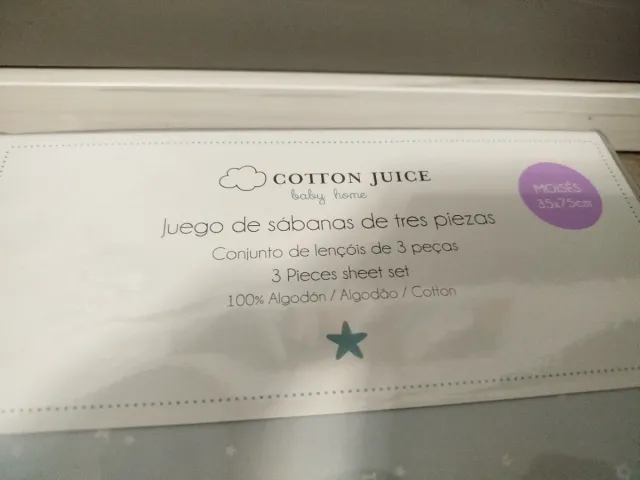 COTTON JUICE
baby home
MOISÉS
35x75cm
Juego de sábanas de tres piezas
Conjunto de lençóis de 3 peças
3 Pieces sheet set
100% Algodón / Algodão / Cotton